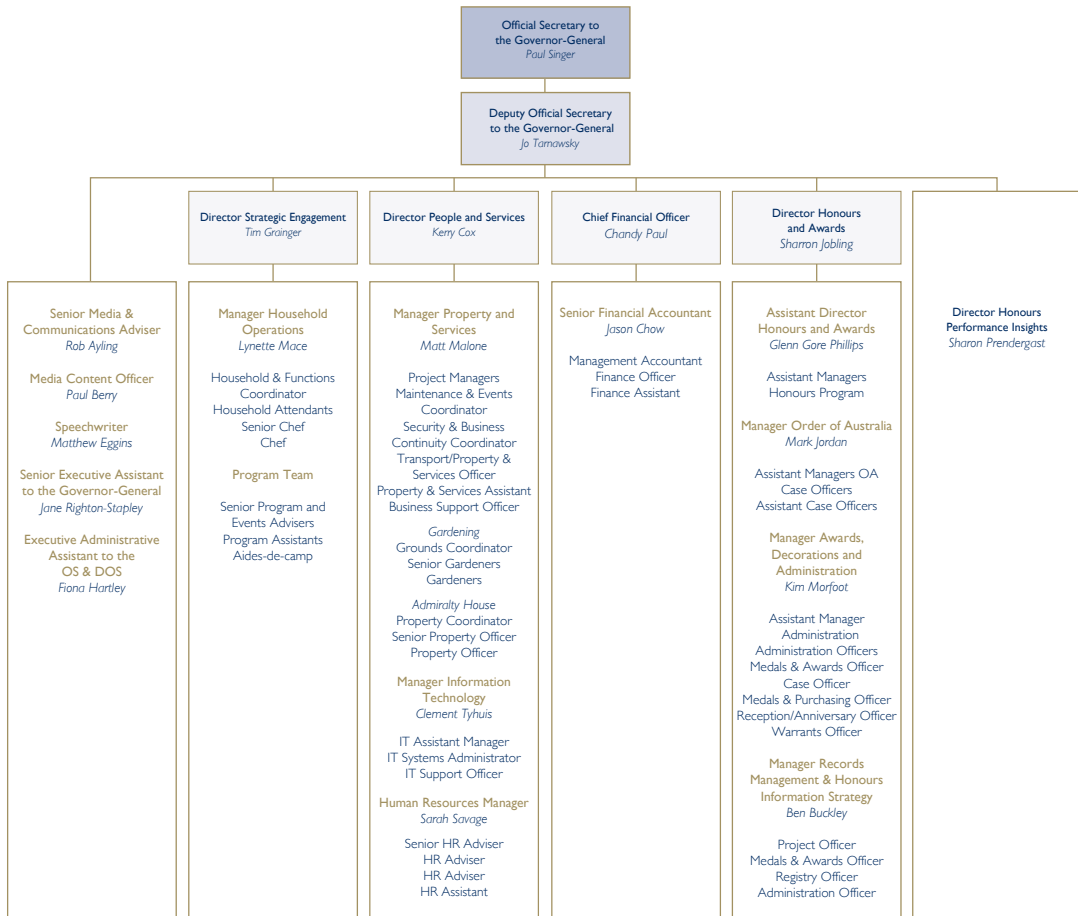 Official Secretary to
the Governor-General
Paul Singer
Deputy Official Secretary
to the Governor-General
Jo Tarnawsky
Director Strategic Engagement
Tim Grainger
Director People and Services
Kerry Cox
Chief Financial Officer
Chandy Paul
Director Honours
and Awards
Sharron Jobling
Senior Media &
Communications Adviser
Rob Ayling
Media Content Officer
Paul Berry
Speechwriter
Matthew Eggins
Senior Executive Assistant
to the Governor-General
Jane Righton-Stapley
Executive Administrative
Assistant to the
OS & DOS
Fiona Hartley
Manager Household
Operations
Lynette Mace
Household & Functions
Coordinator
Household Attendants
Senior Chef
Chef
Program Team
Senior Program and
Events Advisers
Program Assistants
Aides-de-camp
Manager Property and
Services
Matt Malone
Project Managers
Maintenance & Events
Coordinator
Security & Business
Continuity Coordinator
Transport/Property &
Services Officer
Property & Services Assistant
Business Support Officer
Gardening
Grounds Coordinator
Senior Gardeners
Gardeners
Admiralty House
Property Coordinator
Senior Property Officer
Property Officer
Manager Information
Technology
Clement Tyhuis
IT Assistant Manager
IT Systems Administrator
IT Support Officer
Human Resources Manager
Sarah Savage
Senior HR Adviser
HR Adviser
HR Adviser
HR Assistant
Senior Financial Accountant
Jason Chow
Management Accountant
Finance Officer
Finance Assistant
Assistant Director
Honours and Awards
Glenn Gore Phillips
Assistant Managers
Honours Program
Manager Order of Australia
Mark Jordan
Assistant Managers OA
Case Officers
Assistant Case Officers
Manager Awards,
Decorations and
Administration
Kim Morfoot
Assistant Manager
Administration
Administration Officers
Medals & Awards Officer
Case Officer
Medals & Purchasing Officer
Reception/Anniversary Officer
Warrants Officer
Manager Records
Management & Honours
Information Strategy
Ben Buckley
Project Officer
Medals & Awards Officer
Registry Officer
Administration Officer
Director Honours
Performance Insights
Sharon Prendergast